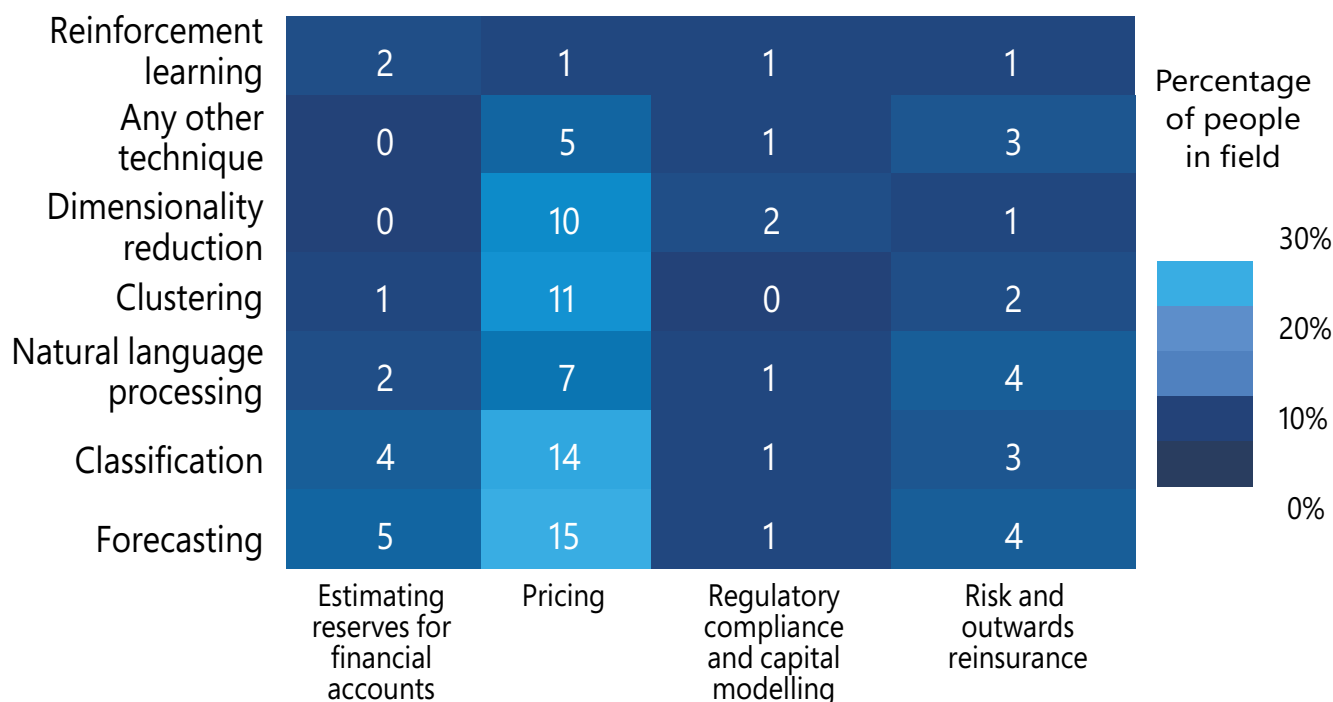 Reinforcement
learning
2 1 1 1
Any other
technique
0 5 1 3
Dimensionality
reduction
0 10 2 1
Clustering
1 11 0 2
Natural language
processing
2 7 1 4
Classification
4 14 1 3
Forecasting
5 15 1 4
Estimating
reserves for
financial
accounts
Pricing
Regulatory
compliance
and capital
modelling
Risk and
outwards
reinsurance
Percentage
of people
in field
30%
20%
10%
0%